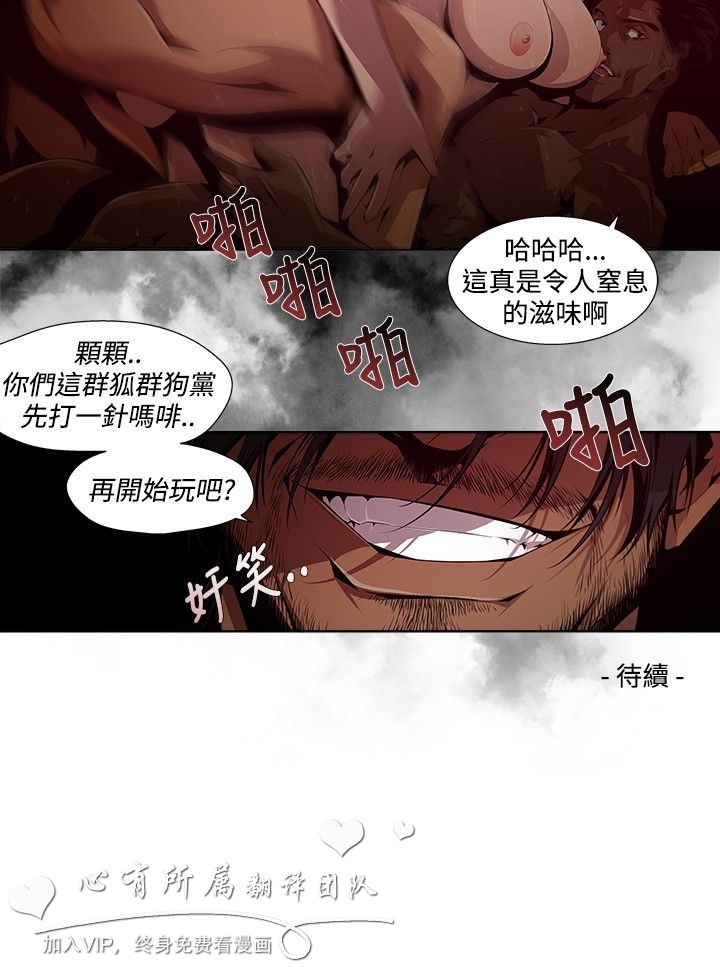 啪
啪
啪
啪
哈哈哈...
這真是令人窒息
的滋味啊
顆顆..
你們這群狐群狗黨
先打一針嗎啡..
再開始玩吧?
奸笑..
- 待續 -
心有所属翻译团队
加入VIP，终身免费看漫画